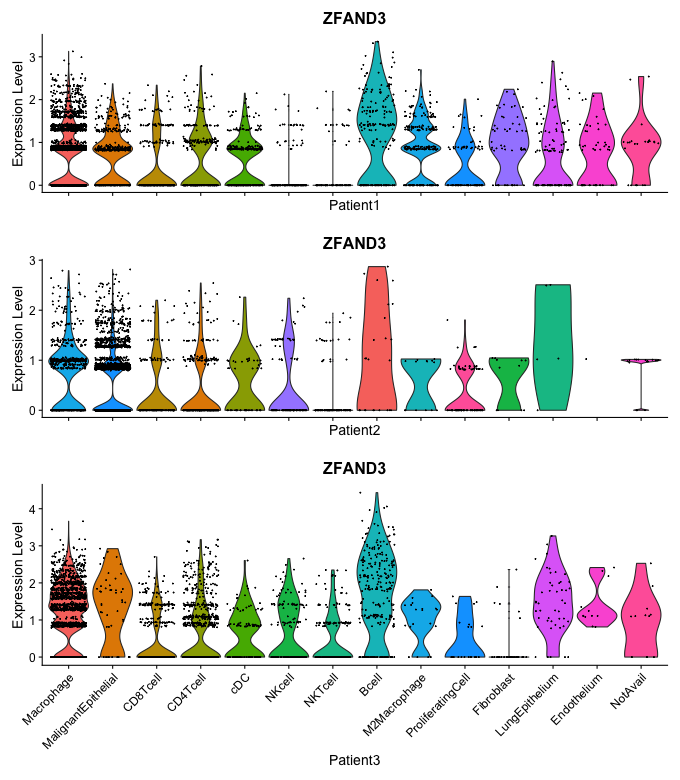 ZFAND3
Expression Level
3
2
1
0
Patient1
ZFAND3
Expression Level
3
2
1
0
Patient2
ZFAND3
Expression Level
4
3
2
1
0
Macrophage
MalignantEpithelial
CD8Tcell
CD4Tcell
cDC
NKcell
NKTcell
Bcell
M2Macrophage
ProliferatingCell
Fibroblast
LungEpithelium
Endothelium
NotAvail
Patient3